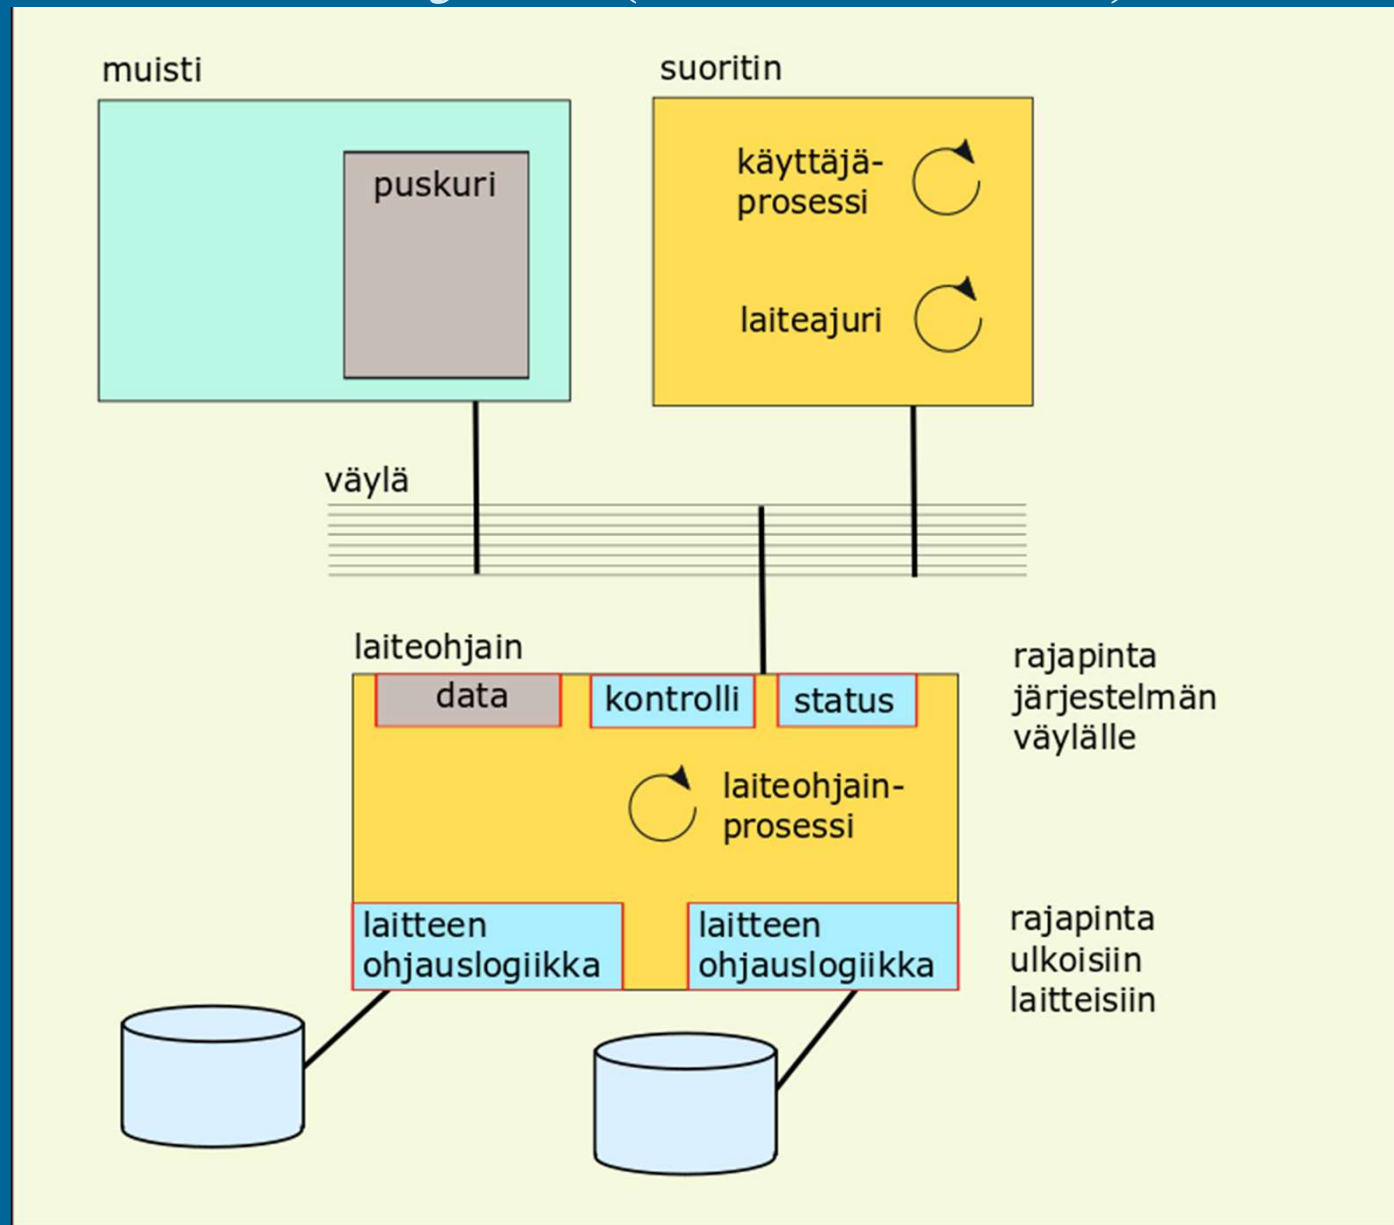 muisti
suoritin
puskuri
käyttäjä-
prosessi
laiteajuri
väylä
laiteohjain
data
kontrolli
status
rajapinta
järjestelmän
väylälle
laiteohjain-
prosessi
laitteen
ohjauslogiikka
laitteen
ohjauslogiikka
rajapinta
ulkoisiin
laitteisiin